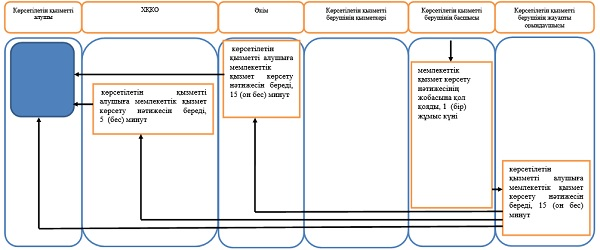 Көрсетілетін қызметті
алушы
ХҚКО
Әкім
Көрсетілетін қызметті
берушінің қызметкері
Көрсетілетін қызметті
берушінің басшысы
Көрсетілетін қызметті
берушінің жауапты
орындаушысы
көрсетілетін
қызметті алушыға
мемлекеттік
қызмет көрсету
нәтижесін береді,
15 (он бес) минут
көрсетілетін қызметті
алушыға мемлекеттік қызмет
көрсету нәтижесін береді,
5 (бес) минут
мемлекеттік
қызмет көрсету
нәтижесінің
жобасына қол
қояды, 1 (бір)
жұмыс күні
көрсетілетін
қызметті алушыға
мемлекеттік қызмет
көрсету нәтижесін
береді, 15 (он бес)
минут